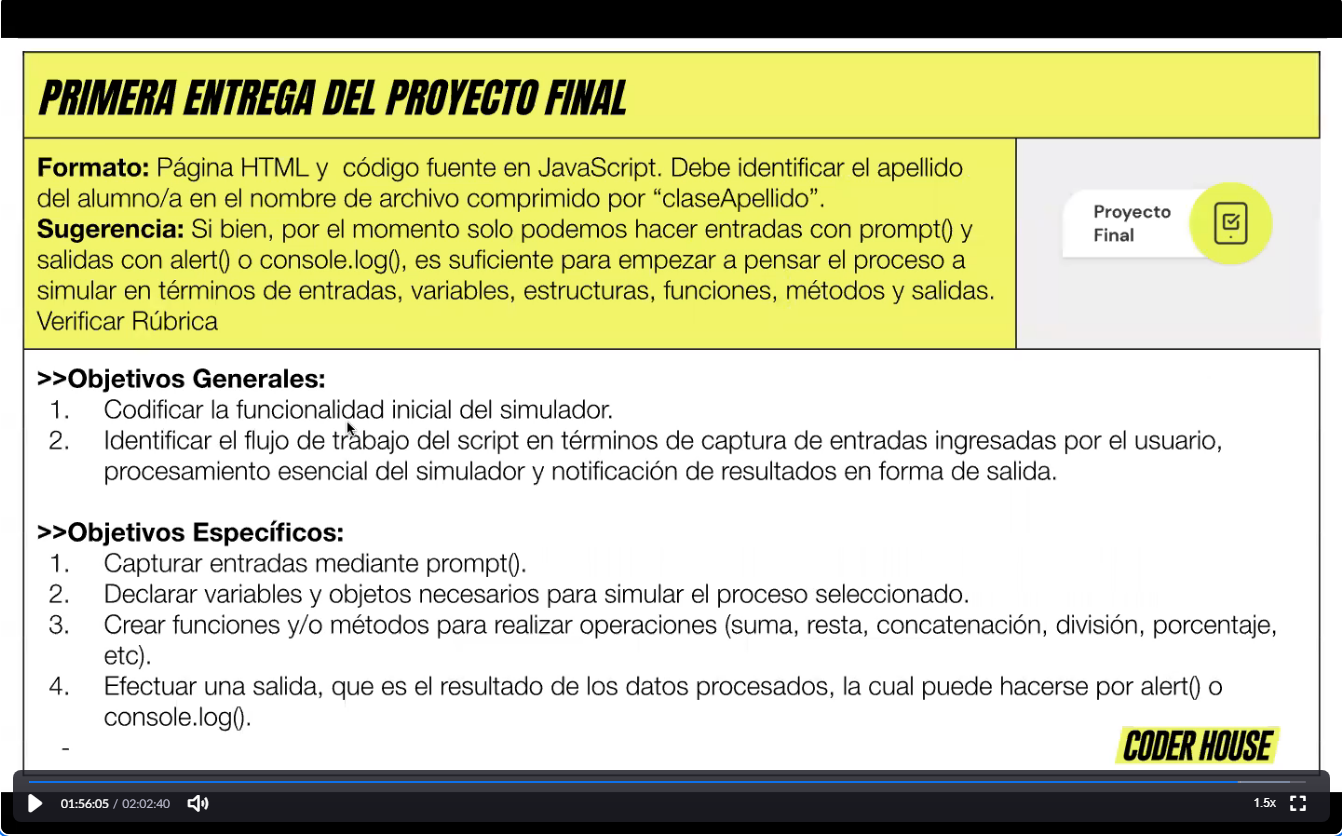 PRIMERA ENTREGA DEL PROYECTO FINAL
Formato: Página HTML y código fuente en JavaScript. Debe identificar el apellido
del alumno/a en el nombre de archivo comprimido por “claseApellido”.
Sugerencia: Si bien, por el momento solo podemos hacer entradas con prompt() y
salidas con alert() o console.log(), es suficiente para empezar a pensar el proceso a
simular en términos de entradas, variables, estructuras, funciones, métodos y salidas.
Verificar Rúbrica
Proyecto
Final
>>Objetivos Generales:
1. Codificar la funcionalidad inicial del simulador.
2. Identificar el flujo de trabajo del script en términos de captura de entradas ingresadas por el usuario,
procesamiento esencial del simulador y notificación de resultados en forma de salida.
>>Objetivos Específicos:
1. Capturar entradas mediante prompt().
2. Declarar variables y objetos necesarios para simular el proceso seleccionado.
3. Crear funciones y/o métodos para realizar operaciones (suma, resta, concatenación, división, porcentaje,
etc).
4. Efectuar una salida, que es el resultado de los datos procesados, la cual puede hacerse por alert() o
console.log().
-
CODER HOUSE
01:56:05 / 02:02:40
1.5x